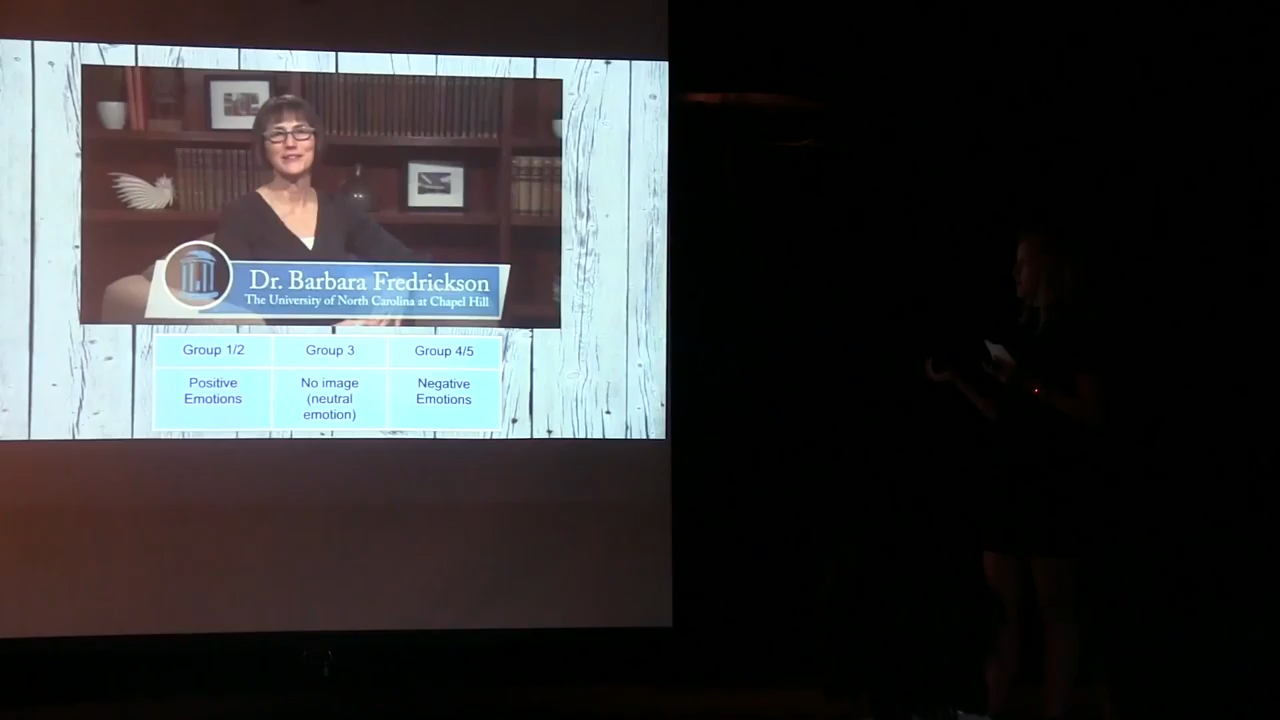 Dr. Barbara Fredrickson
The University of North Carolina at Chapel Hill
Group 1/2
Group 3
Group 4/5
Positive
Emotions
No image
(neutral
emotion)
Negative
Emotions